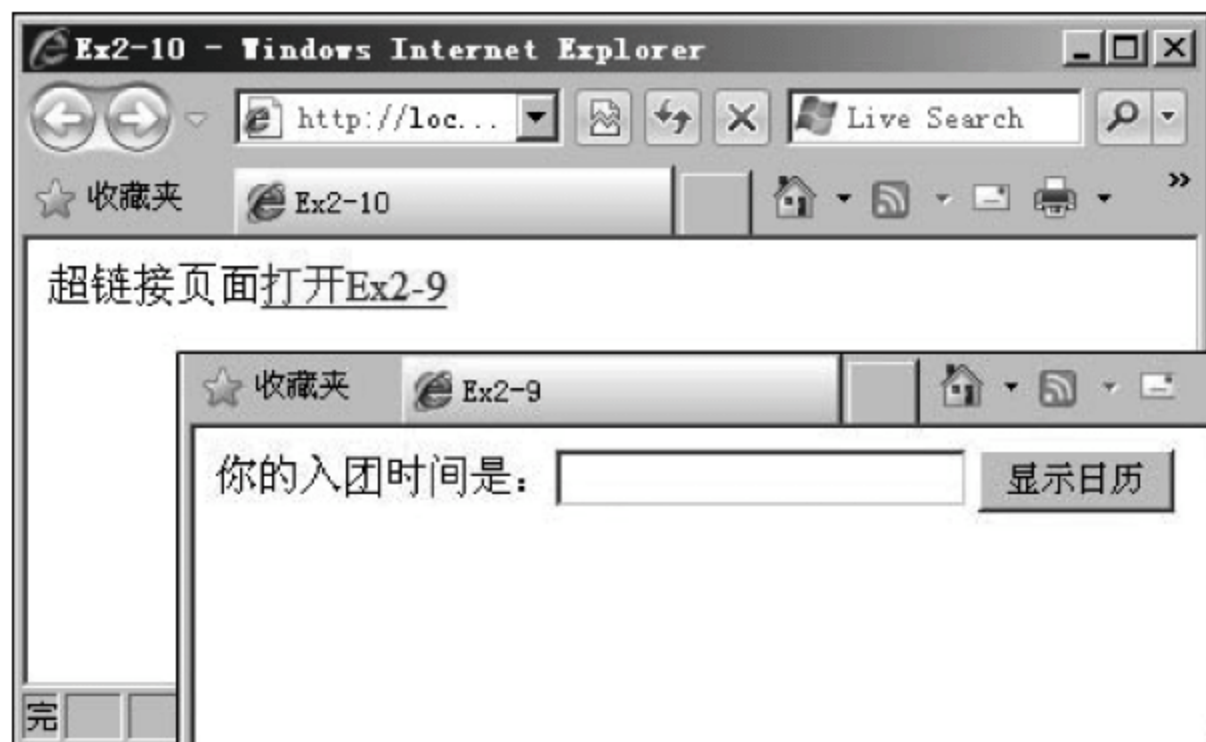 Ex2-10 - Windows Internet Explorer
http://loc...
Live Search
收藏夹
Ex2-10
»
超链接页面打开Ex2-9
收藏夹
Ex2-9
你的入团时间是：
显示日历
完